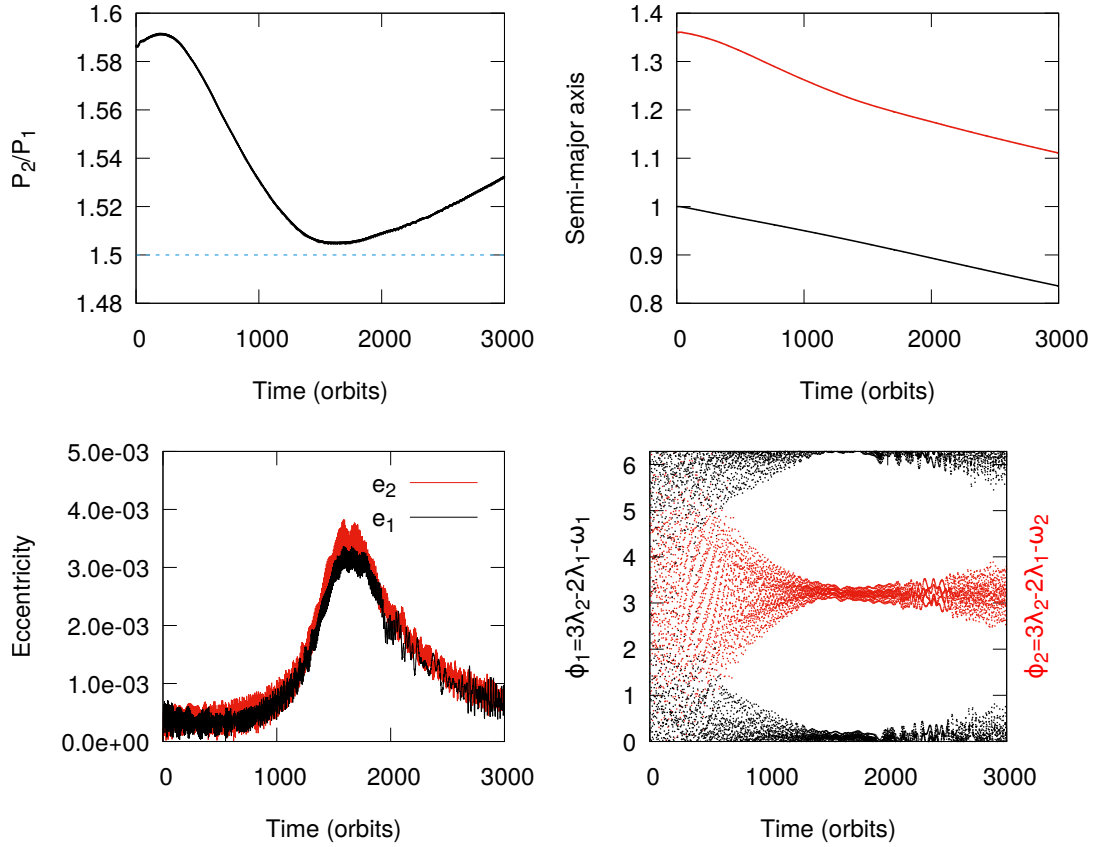 1.6
1.58
1.56
1.54
1.52
1.5
1.48
P₂/P₁
0 1000 2000 3000
Time (orbits)
1.4
1.3
1.2
1.1
1
0.9
0.8
Semi-major axis
0 1000 2000 3000
Time (orbits)
5.0e-03
4.0e-03
3.0e-03
2.0e-03
1.0e-03
0.0e+00
Eccentricity
e₂
e₁
0 1000 2000 3000
Time (orbits)
6
5
4
3
2
1
0
ϕ₁=3λ₂-2λ₁-ω₁
ϕ₂=3λ₂-2λ₁-ω₂
0 1000 2000 3000
Time (orbits)